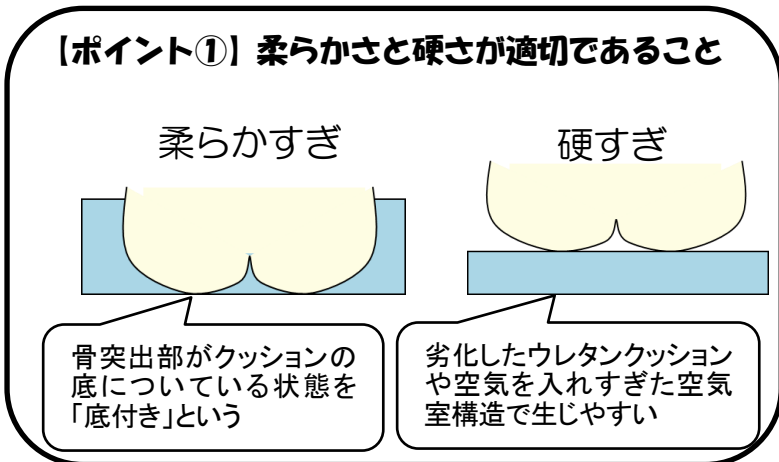 【ポイント①】柔らかさと硬さが適切であること
柔らかすぎ
硬すぎ
骨突出部がクッションの
底についている状態を
「底付き」という
劣化したウレタンクッション
や空気を入れすぎた空気
室構造で生じやすい